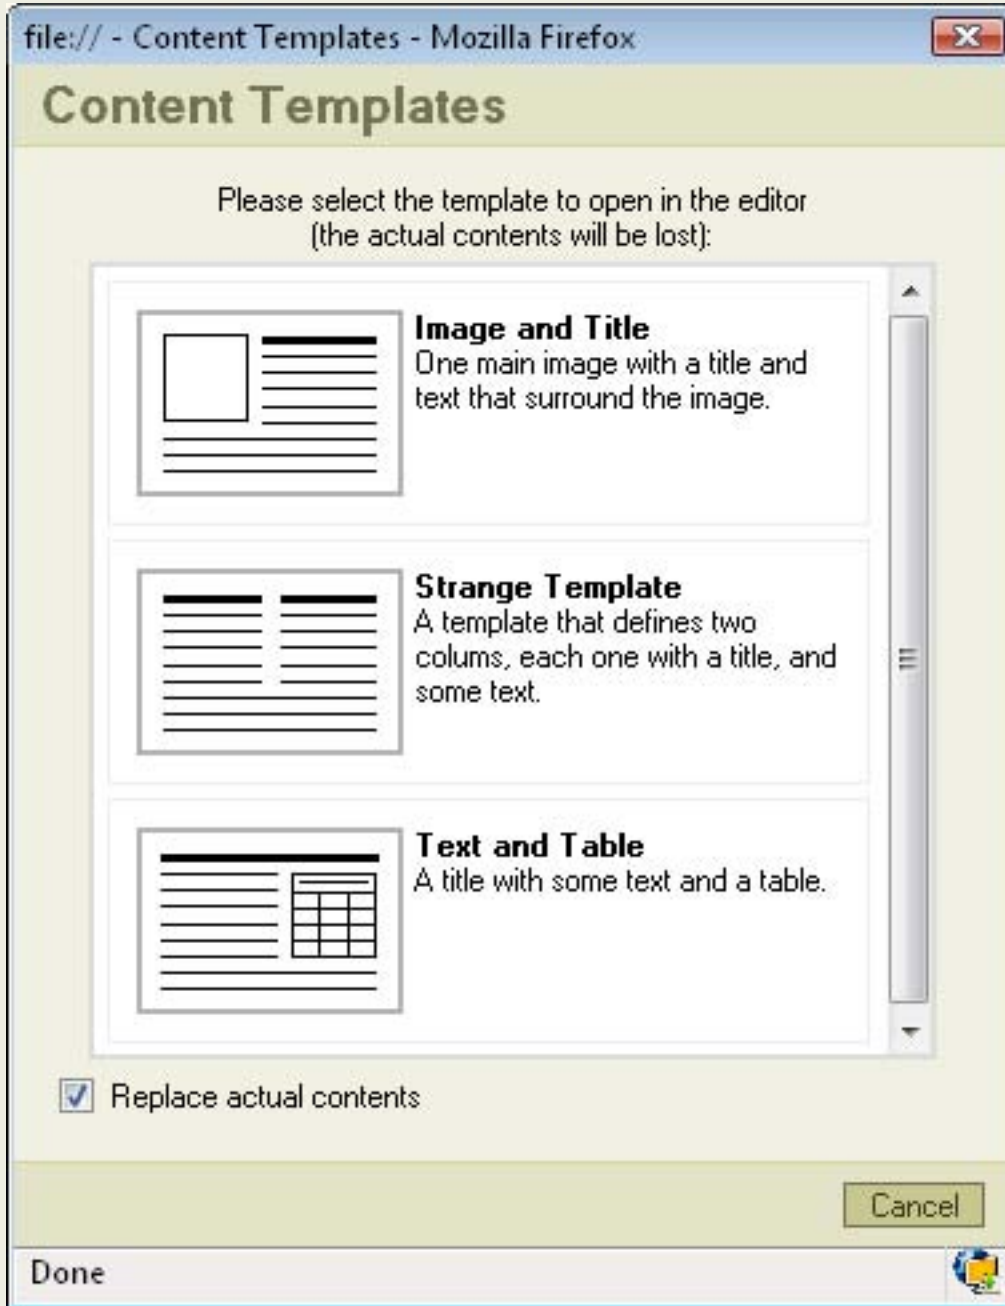 file:// - Content Templates - Mozilla Firefox
Content Templates
Please select the template to open in the editor
(the actual contents will be lost):
Image and Title
One main image with a title and
text that surround the image.
Strange Template
A template that defines two
colums, each one with a title, and
some text.
Text and Table
A title with some text and a table.
Replace actual contents
Cancel
Done